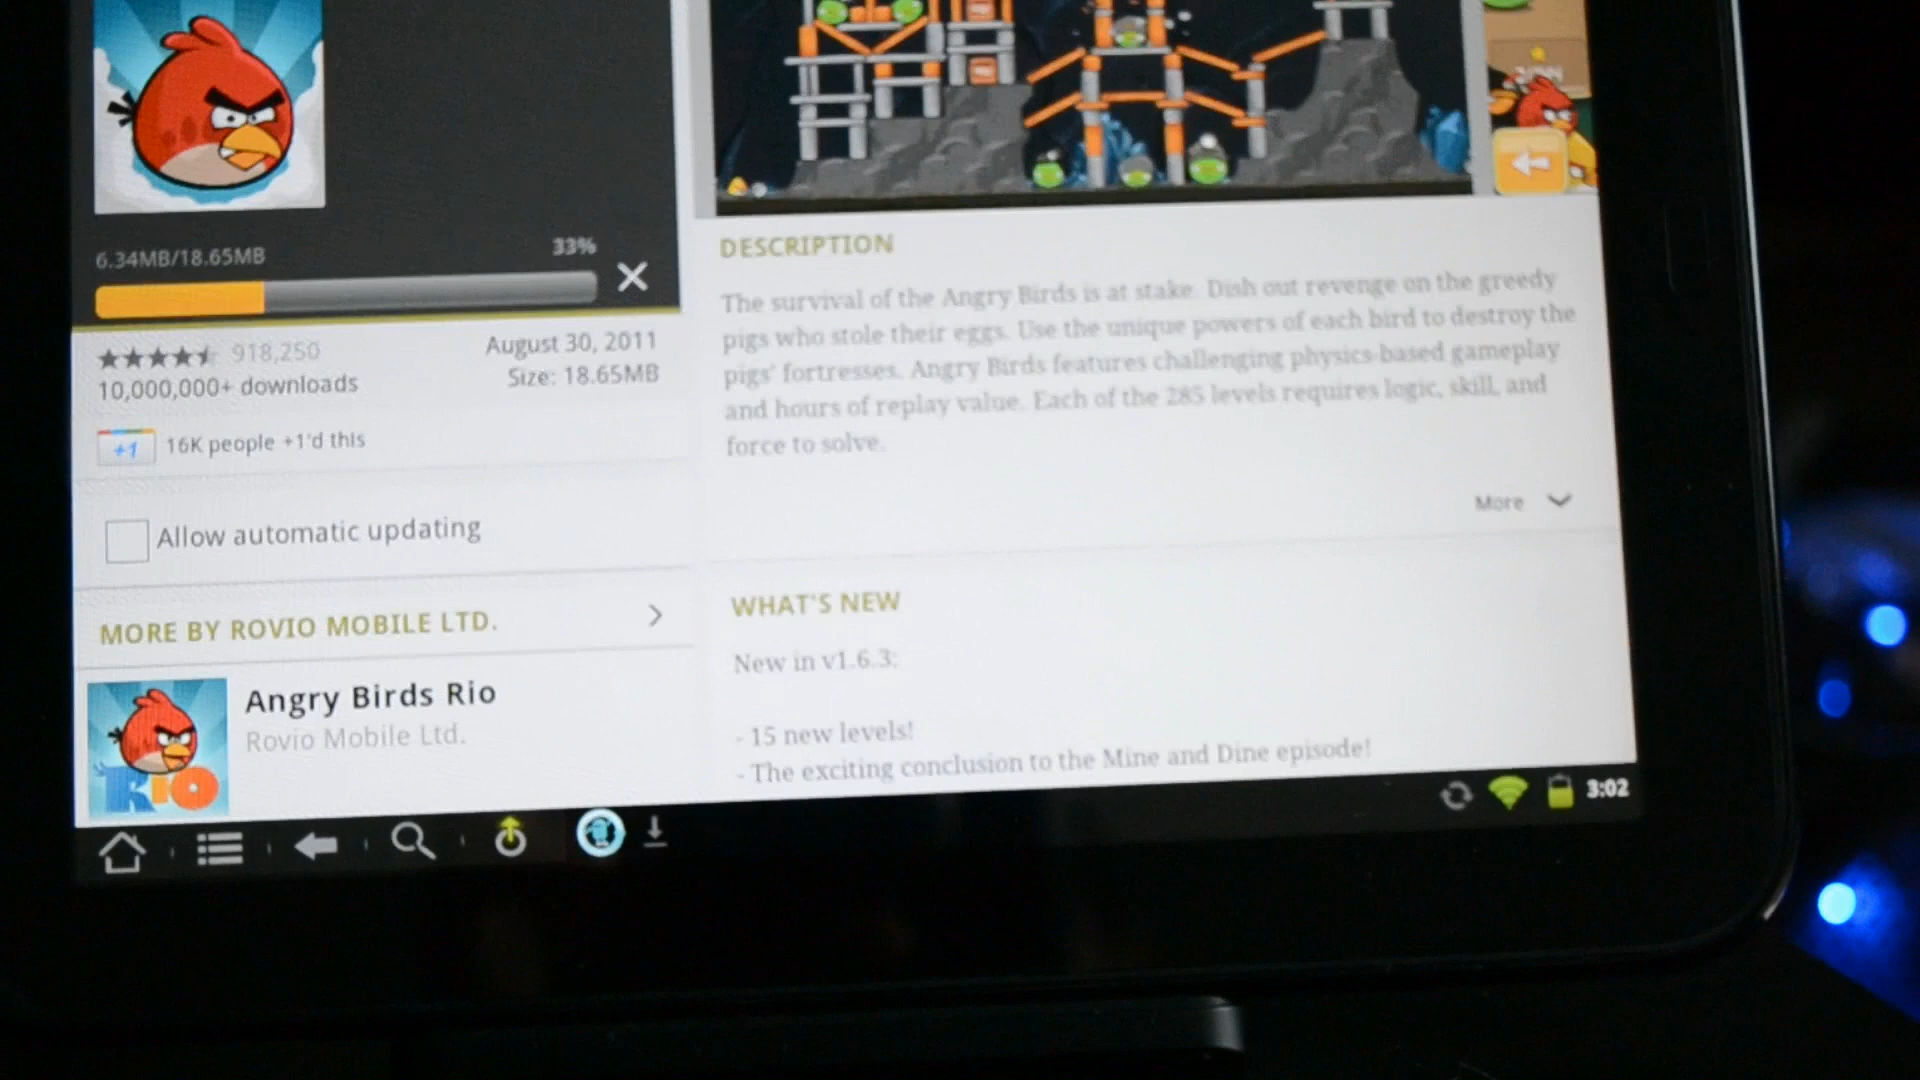 6.34MB/18.65MB
33%
918,250
10,000,000+ downloads
August 30, 2011
Size: 18.65MB
+1
16K people +1'd this
Allow automatic updating
MORE BY ROVIO MOBILE LTD.
Angry Birds Rio
Rovio Mobile Ltd.
RIO
DESCRIPTION
The survival of the Angry Birds is at stake. Dish out revenge on the greedy
pigs who stole their eggs. Use the unique powers of each bird to destroy the
pigs' fortresses. Angry Birds features challenging physics-based gameplay
and hours of replay value. Each of the 285 levels requires logic, skill, and
force to solve.
More
WHAT'S NEW
New in v1.6.3:
- 15 new levels!
- The exciting conclusion to the Mine and Dine episode!
3:02